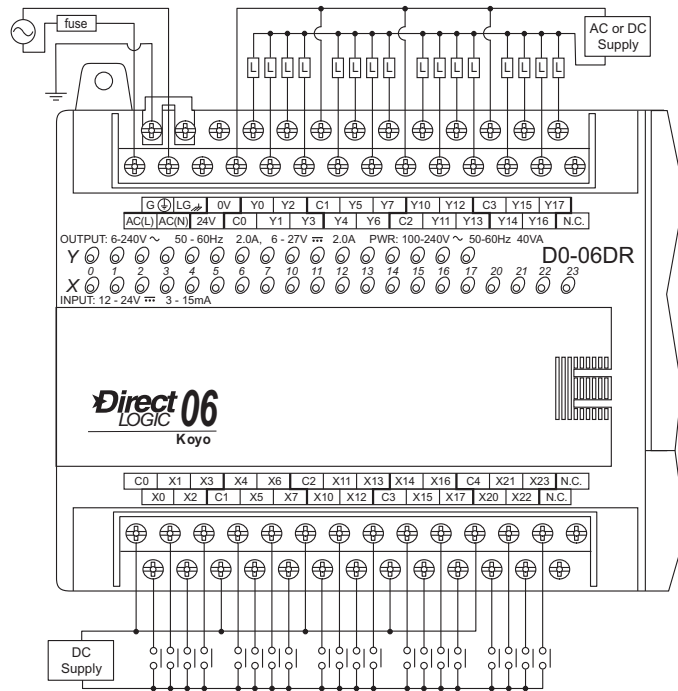 fuse
AC or DC
Supply
L L L L L L L L L L L L L L L L
G LG 0V Y0 Y2 C1 Y5 Y7 Y10 Y12 C3 Y15 Y17
AC(L) AC(N) 24V C0 Y1 Y3 Y4 Y6 C2 Y11 Y13 Y14 Y16 N.C.
OUTPUT: 6-240V ~ 50 - 60Hz 2.0A, 6 - 27V ⎓ 2.0A PWR: 100-240V ~ 50-60Hz 40VA
Y
D0-06DR
0 1 2 3 4 5 6 7 10 11 12 13 14 15 16 17 20 21 22 23
X
INPUT: 12 - 24V ⎓ 3 - 15mA
Direct
LOGIC 06
Koyo
C0 X1 X3 X4 X6 C2 X11 X13 X14 X16 C4 X21 X23 N.C.
X0 X2 C1 X5 X7 X10 X12 C3 X15 X17 X20 X22 N.C.
DC
Supply